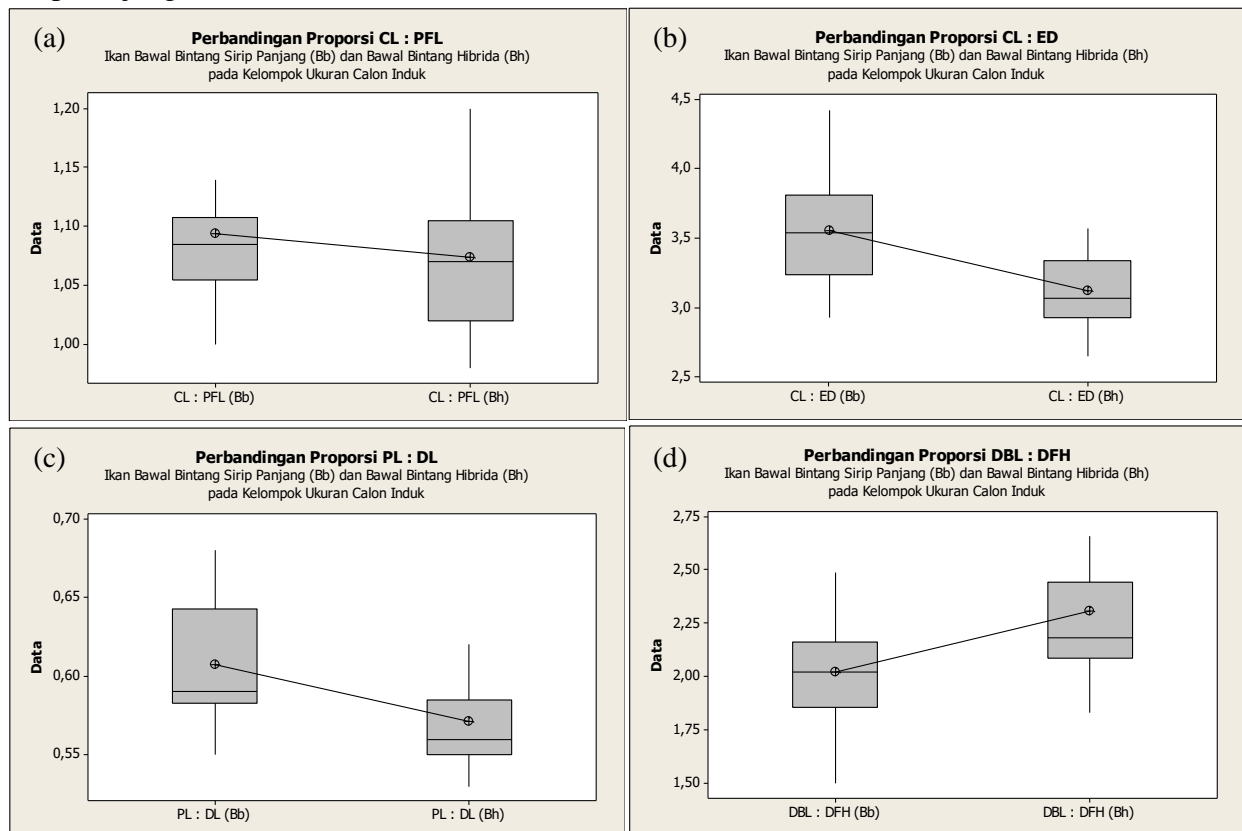 (a)
Perbandingan Proporsi CL : PFL
Ikan Bawal Bintang Sirip Panjang (Bb) dan Bawal Bintang Hibrida (Bh)
pada Kelompok Ukuran Calon Induk
Data
1,20
1,15
1,10
1,05
1,00
CL : PFL (Bb)
CL : PFL (Bh)
(b)
Perbandingan Proporsi CL : ED
Ikan Bawal Bintang Sirip Panjang (Bb) dan Bawal Bintang Hibrida (Bh)
pada Kelompok Ukuran Calon Induk
Data
4,5
4,0
3,5
3,0
2,5
CL : ED (Bb)
CL : ED (Bh)
(c)
Perbandingan Proporsi PL : DL
Ikan Bawal Bintang Sirip Panjang (Bb) dan Bawal Bintang Hibrida (Bh)
pada Kelompok Ukuran Calon Induk
Data
0,70
0,65
0,60
0,55
PL : DL (Bb)
PL : DL (Bh)
(d)
Perbandingan Proporsi DBL : DFH
Ikan Bawal Bintang Sirip Panjang (Bb) dan Bawal Bintang Hibrida (Bh)
pada Kelompok Ukuran Calon Induk
Data
2,75
2,50
2,25
2,00
1,75
1,50
DBL : DFH (Bb)
DBL : DFH (Bh)